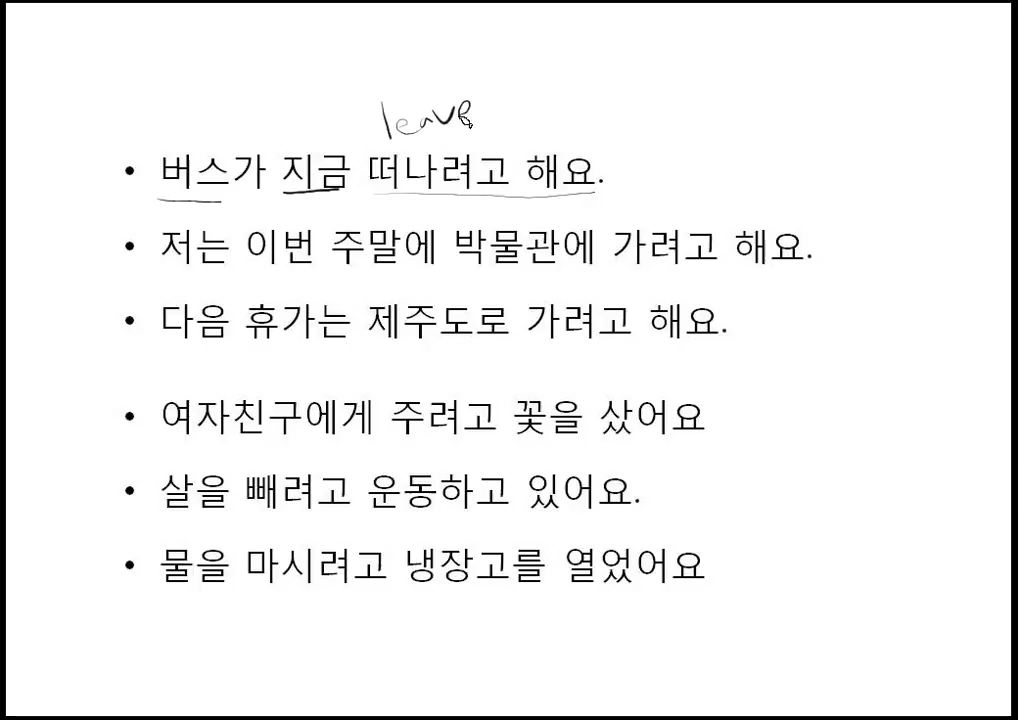 leave
• 버스가 지금 떠나려고 해요.
• 저는 이번 주말에 박물관에 가려고 해요.
• 다음 휴가는 제주도로 가려고 해요.
• 여자친구에게 주려고 꽃을 샀어요
• 살을 빼려고 운동하고 있어요.
• 물을 마시려고 냉장고를 열었어요